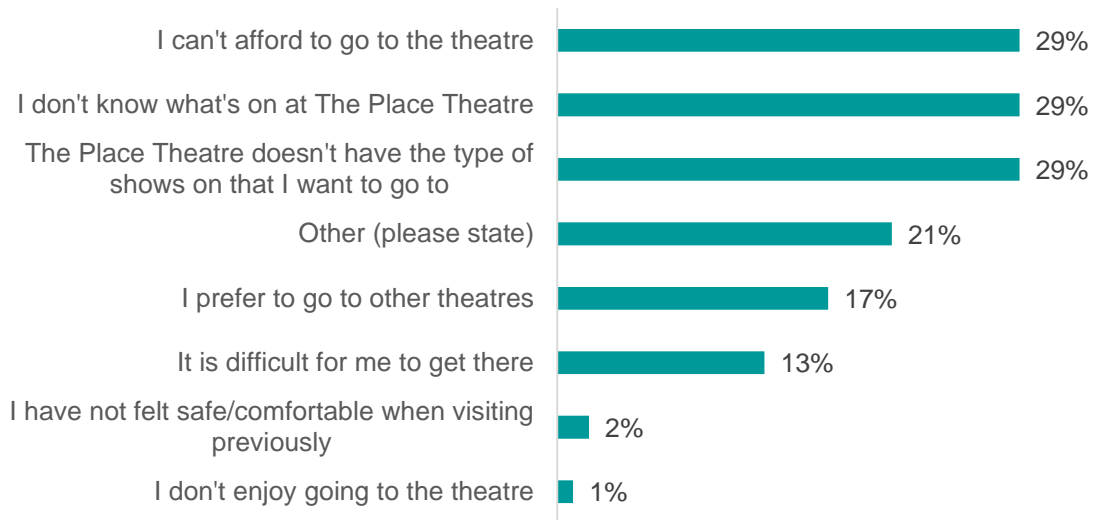 I can't afford to go to the theatre 29%
I don't know what's on at The Place Theatre 29%
The Place Theatre doesn't have the type of
shows on that I want to go to 29%
Other (please state) 21%
I prefer to go to other theatres 17%
It is difficult for me to get there 13%
I have not felt safe/comfortable when visiting
previously 2%
I don't enjoy going to the theatre 1%